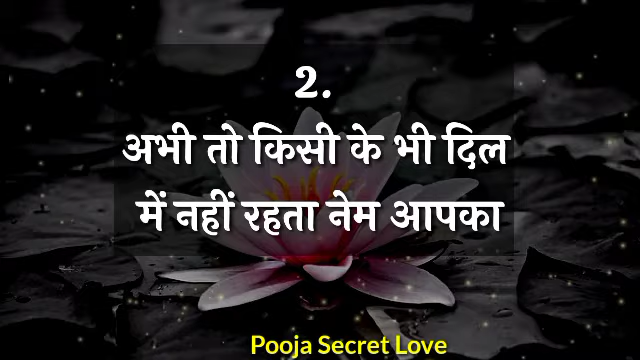 2.
अभी तो किसी के भी दिल
में नहीं रहता नेम आपका
Pooja Secret Love